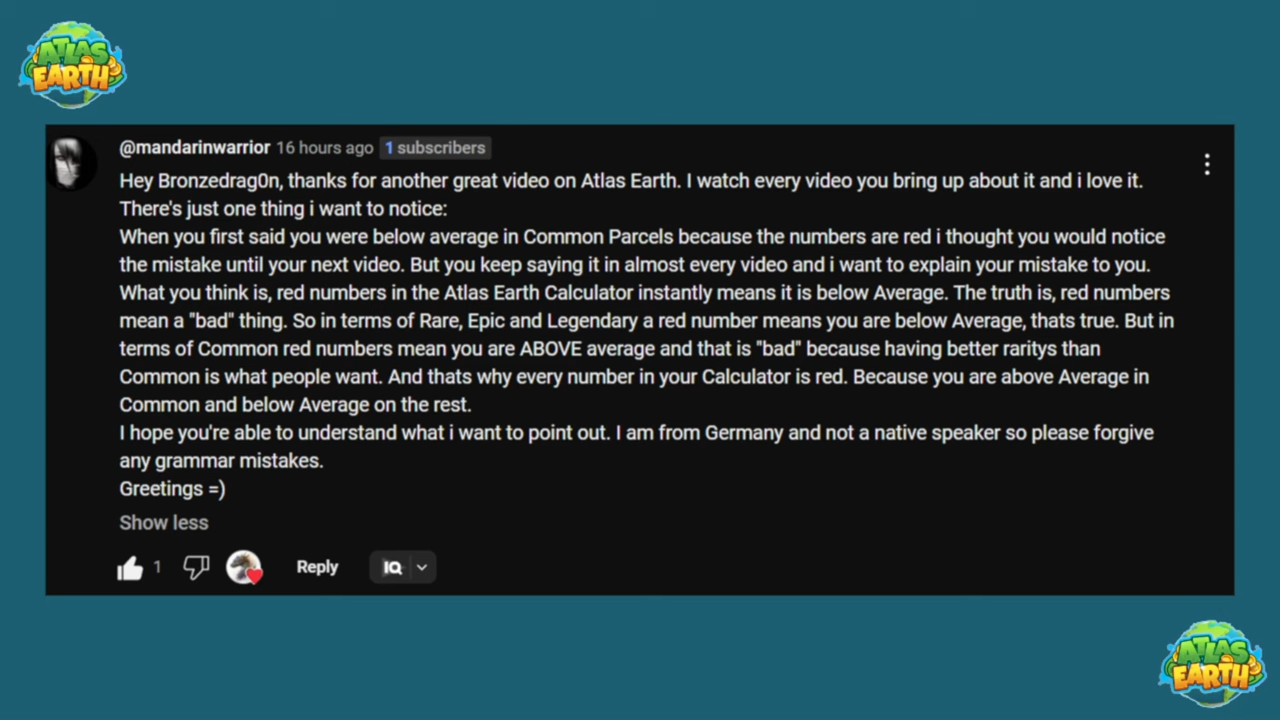 ATLAS
EARTH
@mandarinwarrior 16 hours ago 1 subscribers
Hey Bronzedrag0n, thanks for another great video on Atlas Earth. I watch every video you bring up about it and i love it.
There's just one thing i want to notice:
When you first said you were below average in Common Parcels because the numbers are red i thought you would notice
the mistake until your next video. But you keep saying it in almost every video and i want to explain your mistake to you.
What you think is, red numbers in the Atlas Earth Calculator instantly means it is below Average. The truth is, red numbers
mean a "bad" thing. So in terms of Rare, Epic and Legendary a red number means you are below Average, thats true. But in
terms of Common red numbers mean you are ABOVE average and that is "bad" because having better raritys than
Common is what people want. And thats why every number in your Calculator is red. Because you are above Average in
Common and below Average on the rest.
I hope you're able to understand what i want to point out. I am from Germany and not a native speaker so please forgive
any grammar mistakes.
Greetings =)
Show less
1 Reply IQ
ATLAS
EARTH